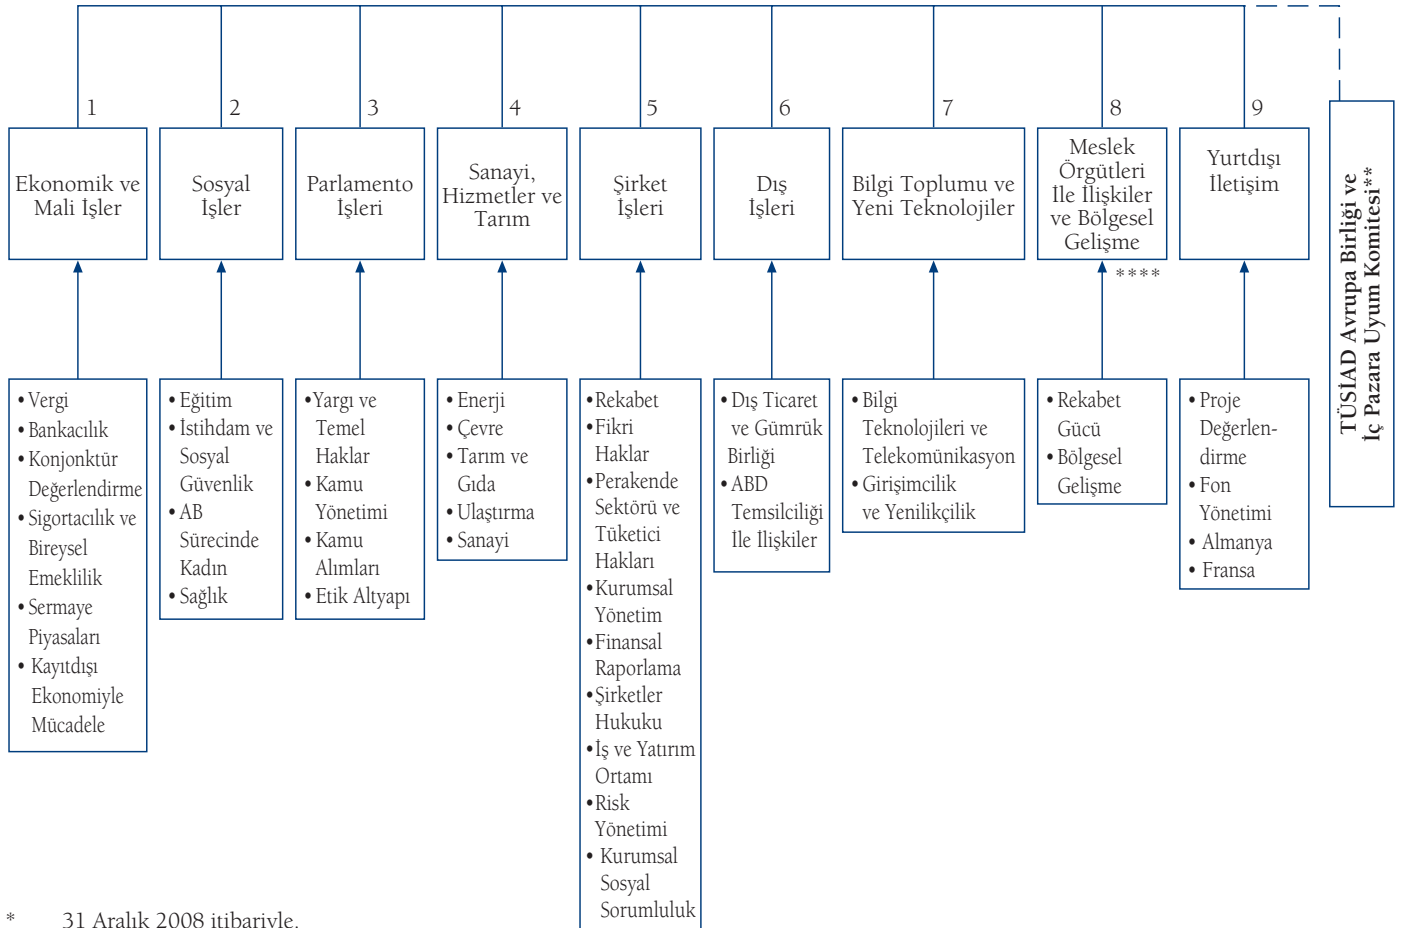 1
2
3
4
5
6
7
8
9
Ekonomik ve
Mali İşler
Sosyal
İşler
Parlamento
İşleri
Sanayi,
Hizmetler ve
Tarım
Şirket
İşleri
Dış
İşleri
Bilgi Toplumu ve
Yeni Teknolojiler
Meslek
Örgütleri
İle İlişkiler
ve Bölgesel
Gelişme
****
Yurtdışı
İletişim
TÜSİAD Avrupa Birliği ve
İç Pazara Uyum Komitesi**
• Vergi
• Bankacılık
• Konjonktür
Değerlendirme
• Sigortacılık ve
Bireysel
Emeklilik
• Sermaye
Piyasaları
• Kayıtdışı
Ekonomiyle
Mücadele
• Eğitim
• İstihdam ve
Sosyal
Güvenlik
• AB
Sürecinde
Kadın
• Sağlık
•Yargı ve
Temel
Haklar
• Kamu
Yönetimi
• Kamu
Alımları
• Etik Altyapı
• Enerji
• Çevre
• Tarım ve
Gıda
• Ulaştırma
• Sanayi
•Rekabet
•Fikri
Haklar
•Perakende
Sektörü ve
Tüketici
Hakları
•Kurumsal
Yönetim
•Finansal
Raporlama
•Şirketler
Hukuku
•İş ve Yatırım
Ortamı
•Risk
Yönetimi
• Kurumsal
Sosyal
Sorumluluk
• Dış Ticaret
ve Gümrük
Birliği
• ABD
Temsilciliği
İle İlişkiler
• Bilgi
Teknolojileri ve
Telekomünikasyon
• Girişimcilik
ve Yenilikçilik
• Rekabet
Gücü
• Bölgesel
Gelişme
• Proje
Değerlen-
dirme
• Fon
Yönetimi
• Almanya
• Fransa
* 31 Aralık 2008 itibariyle.